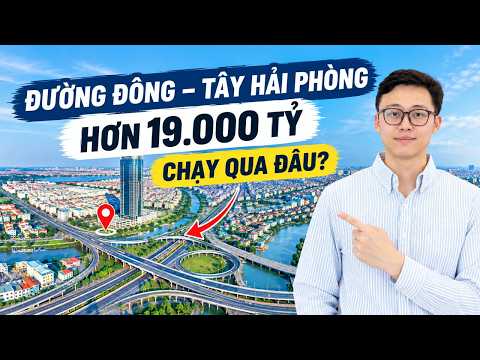 ĐƯỜNG ĐÔNG – TÂY HẢI PHÒNG
HƠN 19.000 TỶ
CHẠY QUA ĐÂU?